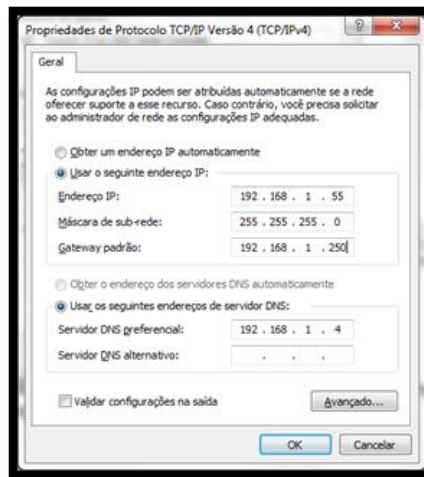 Propriedades de Protocolo TCP/IP Versão 4 (TCP/IPv4)
Geral
As configurações IP podem ser atribuídas automaticamente se a rede
oferecer suporte a esse recurso. Caso contrário, você precisa solicitar
ao administrador de rede as configurações IP adequadas.
Obter um endereço IP automaticamente
Usar o seguinte endereço IP:
Endereço IP: 192 . 168 . 1 . 55
Máscara de sub-rede: 255 . 255 . 255 . 0
Gateway padrão: 192 . 168 . 1 . 250
Obter o endereço dos servidores DNS automaticamente
Usar os seguintes endereços de servidor DNS:
Servidor DNS preferencial: 192 . 168 . 1 . 4
Servidor DNS alternativo: . . .
Validar configurações na saída
Avançado...
OK Cancelar